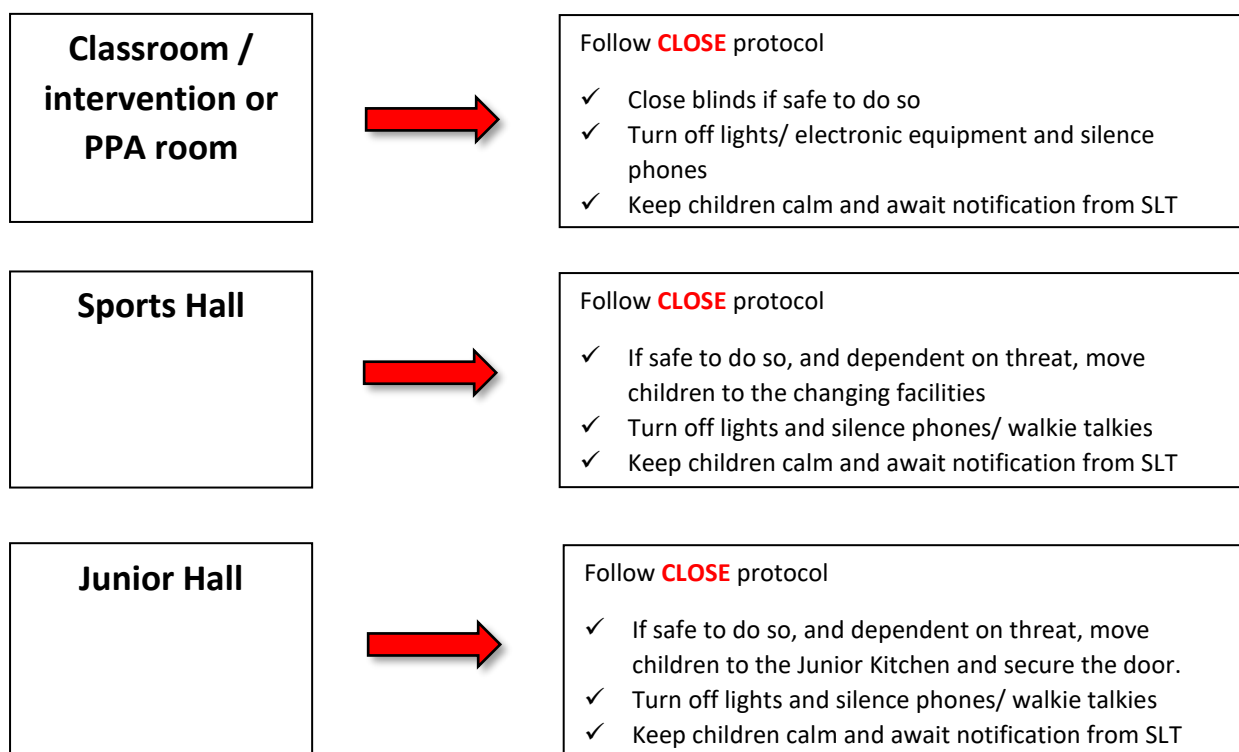 Classroom /
intervention or
PPA room
Follow CLOSE protocol
✓ Close blinds if safe to do so
✓ Turn off lights/ electronic equipment and silence
phones
✓ Keep children calm and await notification from SLT
Sports Hall
Follow CLOSE protocol
✓ If safe to do so, and dependent on threat, move
children to the changing facilities
✓ Turn off lights and silence phones/ walkie talkies
✓ Keep children calm and await notification from SLT
Junior Hall
Follow CLOSE protocol
✓ If safe to do so, and dependent on threat, move
children to the Junior Kitchen and secure the door.
✓ Turn off lights and silence phones/ walkie talkies
✓ Keep children calm and await notification from SLT